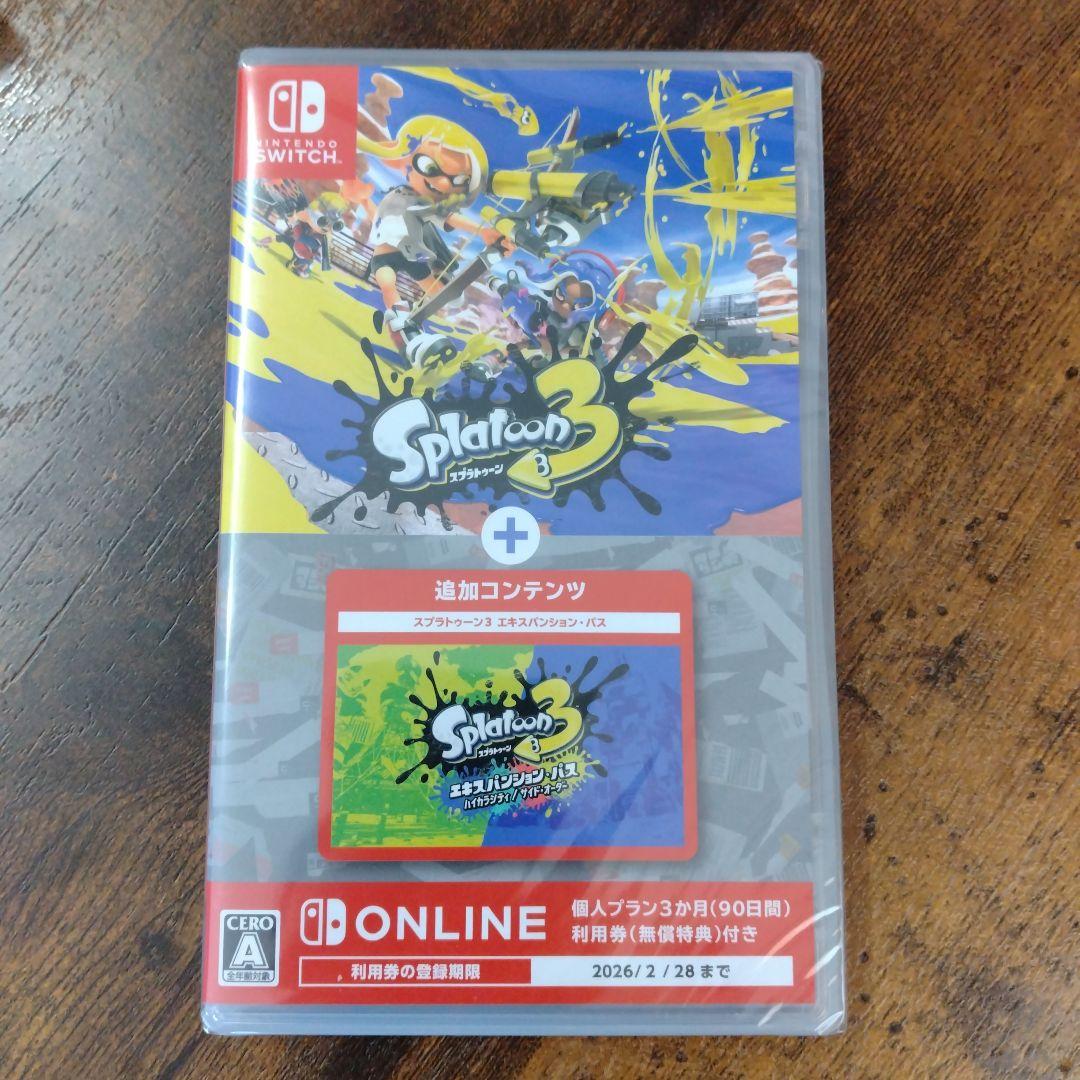 NINTENDO
SWITCH™
Splatoon3
スプラトゥーン
3
+
追加コンテンツ
スプラトゥーン3 エキスパンション・パス
Splatoon3
スプラトゥーン
3
エキスパンション・パス
ハイカラシティ/サイド・オーダー
ONLINE
個人プラン3か月(90日間)
利用券(無償特典)付き
CERO
A
全年齢対象
利用券の登録期限
2026/2/28まで